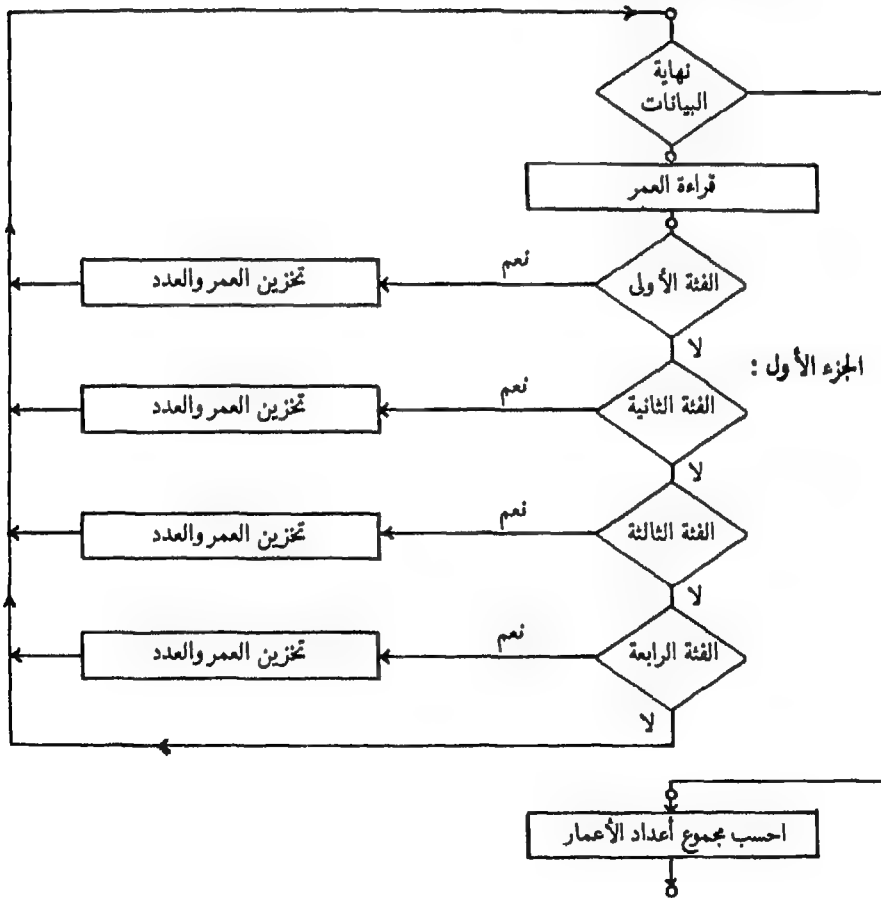 نهاية
البيانات
قراءة العمر
الفئة الأولى
نعم
تخزين العمر والعدد
لا
الجزء الأول :
الفئة الثانية
نعم
تخزين العمر والعدد
لا
الفئة الثالثة
نعم
تخزين العمر والعدد
لا
الفئة الرابعة
نعم
تخزين العمر والعدد
لا
احسب مجموع أعداد الأعمار